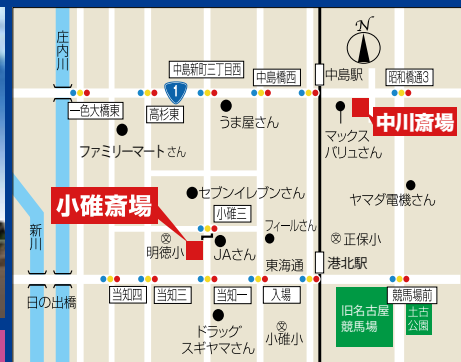 庄内川
中島新町三丁目西
中島橋西
N
中島駅
昭和橋通3
1
一色大橋東
高杉東
うま屋さん
中川斎場
マックス
バリュさん
ファミリーマートさん
セブンイレブンさん
ヤマダ電機さん
小碓斎場
小碓三
フィールさん
新川
文
明徳小
JAさん
東海通
文正保小
港北駅
日の出橋
当知四
当知三
当知一
入場
競馬場前
旧名古屋
競馬場
土古
公園
ドラッグ
スギヤマさん
文
小碓小